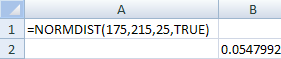 A B
1 =NORMDIST(175,215,25,TRUE)
2 0.0547992